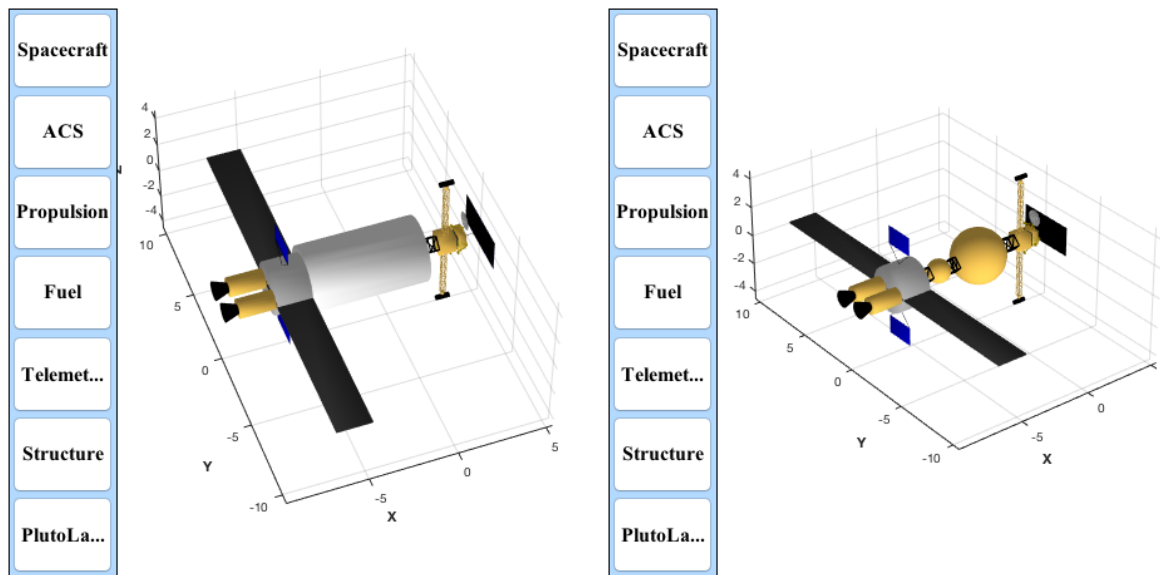 Spacecraft
ACS
Propulsion
Fuel
Telemet...
Structure
PlutoLa...
4
2
0
-2
-4
10
5
0
-5
-10
Y
-5
0
5
X
Spacecraft
ACS
Propulsion
Fuel
Telemet...
Structure
PlutoLa...
4
2
0
-2
-4
10
5
0
-5
-10
Y
-5
0
X